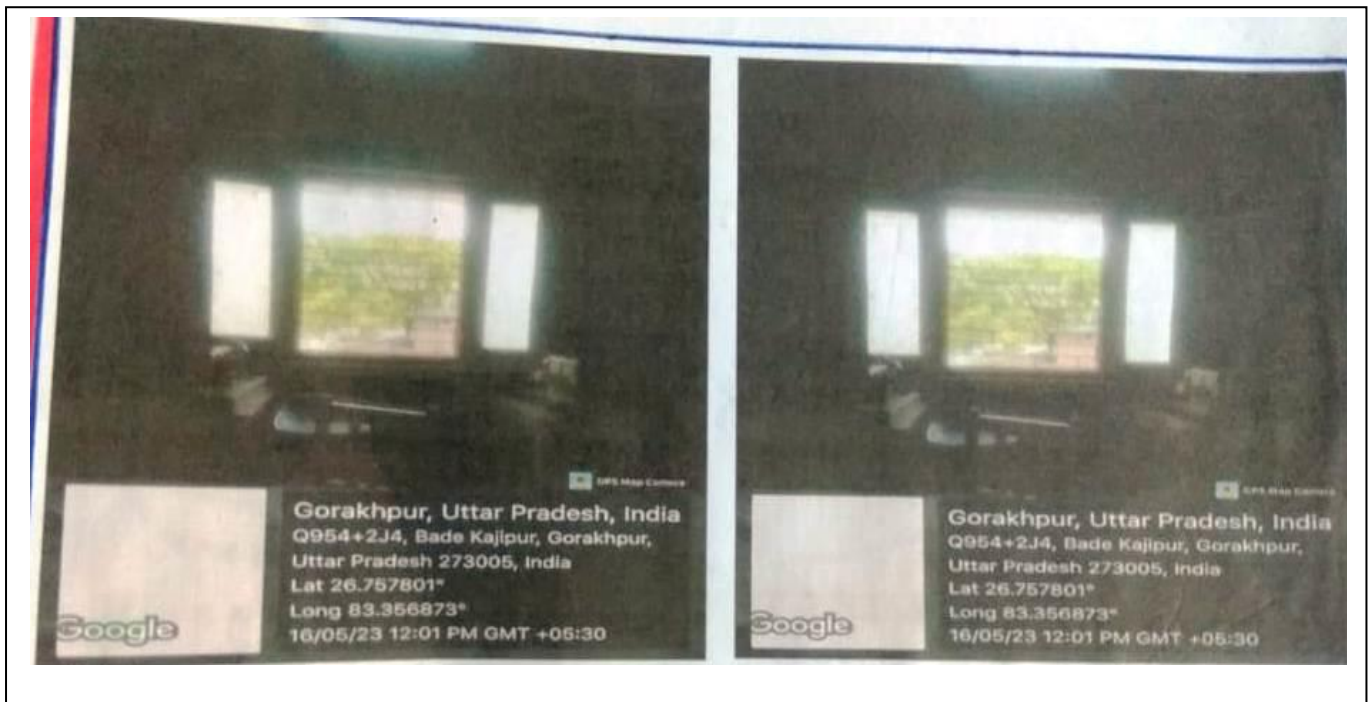 GPS Map Camera
Gorakhpur, Uttar Pradesh, India
Q954+2J4, Bade Kajipur, Gorakhpur,
Uttar Pradesh 273005, India
Lat 26.757801°
Long 83.356873°
16/05/23 12:01 PM GMT +05:30
Google
GPS Map Camera
Gorakhpur, Uttar Pradesh, India
Q954+2J4, Bade Kajipur, Gorakhpur,
Uttar Pradesh 273005, India
Lat 26.757801°
Long 83.356873°
16/05/23 12:01 PM GMT +05:30
Google